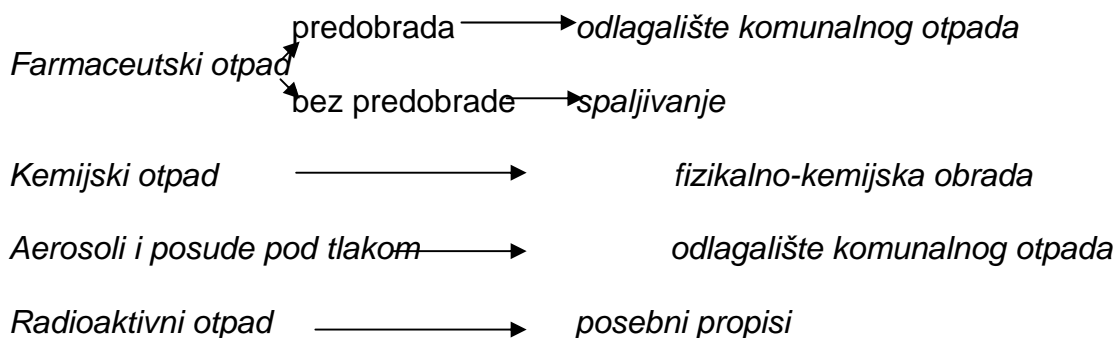 predobrada odlagalište komunalnog otpada
Farmaceutski otpad
bez predobrade spaljivanje
Kemijski otpad fizikalno-kemijska obrada
Aerosoli i posude pod tlakom odlagalište komunalnog otpada
Radioaktivni otpad posebni propisi